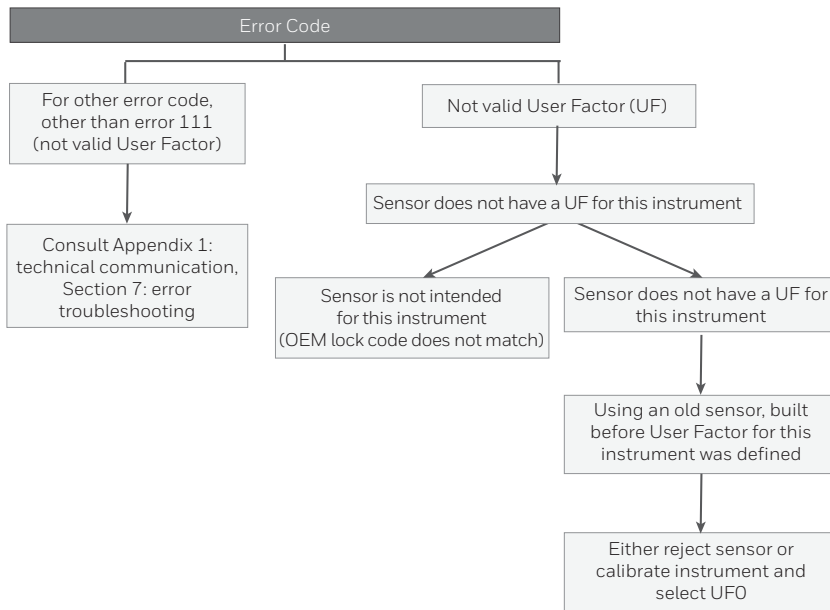 Error Code
For other error code,
other than error 111
(not valid User Factor)
Not valid User Factor (UF)
Sensor does not have a UF for this instrument
Consult Appendix 1:
technical communication,
Section 7: error
troubleshooting
Sensor is not intended
for this instrument
(OEM lock code does not match)
Sensor does not have a UF for
this instrument
Using an old sensor, built
before User Factor for this
instrument was defined
Either reject sensor or
calibrate instrument and
select UF0